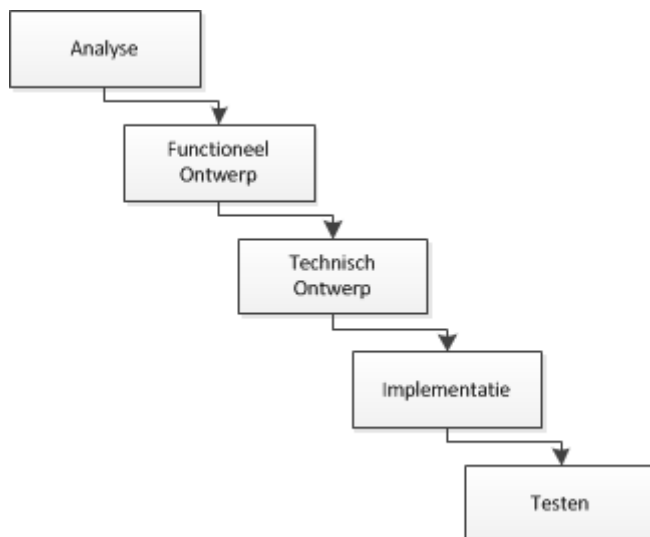 Analyse
Functioneel
Ontwerp
Technisch
Ontwerp
Implementatie
Testen